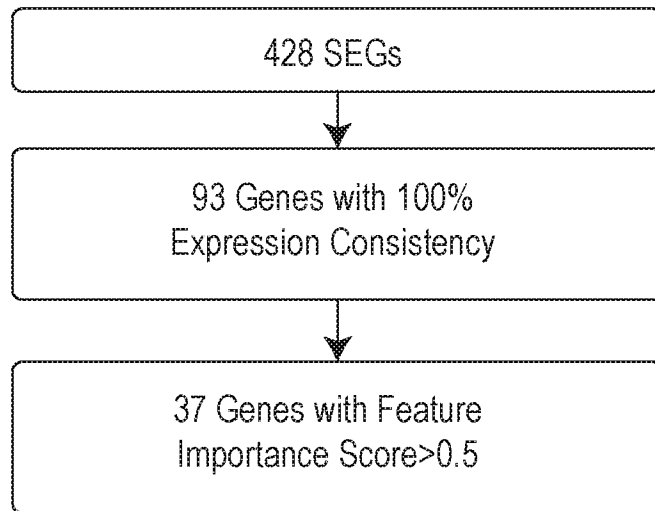 428 SEGs
93 Genes with 100%
Expression Consistency
37 Genes with Feature
Importance Score>0.5